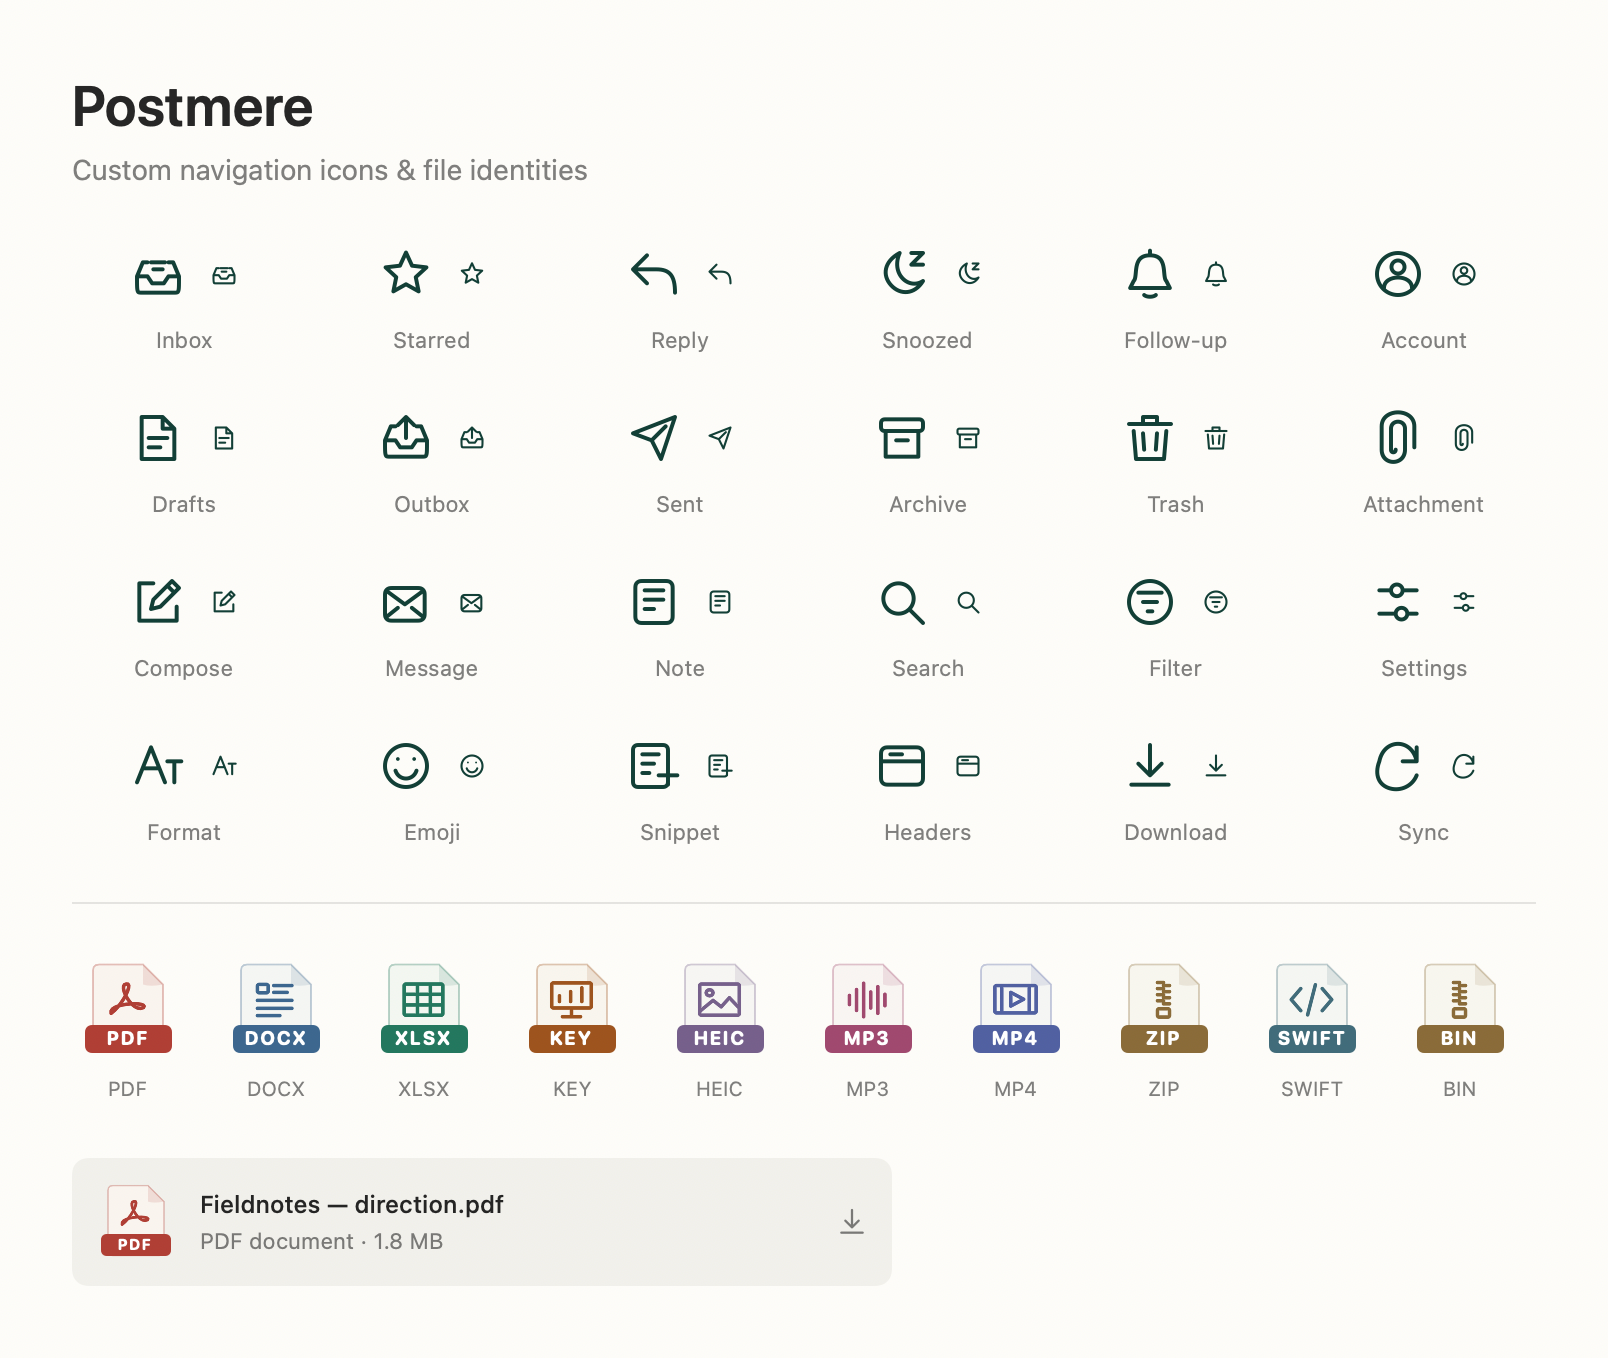 Postmere
Custom navigation icons & file identities
Inbox
Starred
Reply
Snoozed
Follow-up
Account
Drafts
Outbox
Sent
Archive
Trash
Attachment
Compose
Message
Note
Search
Filter
Settings
Format
Emoji
Snippet
Headers
Download
Sync
PDF
DOCX
XLSX
KEY
HEIC
MP3
MP4
ZIP
SWIFT
BIN
PDF
DOCX
XLSX
KEY
HEIC
MP3
MP4
ZIP
SWIFT
BIN
PDF
Fieldnotes — direction.pdf
PDF document · 1.8 MB